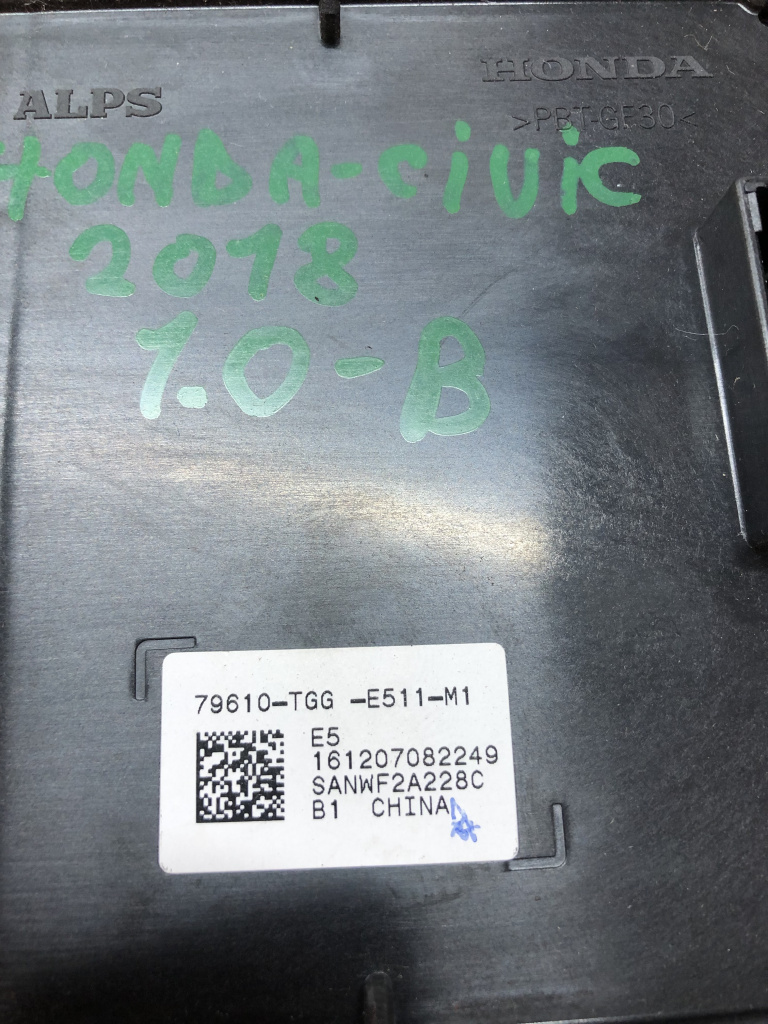 ALPS
HONDA
>PBT-GF30<
HONDA-CiViC
2018
1.0-B
79610-TGG -E511-M1
E5
161207082249
SANWF2A228C
B1 CHINA